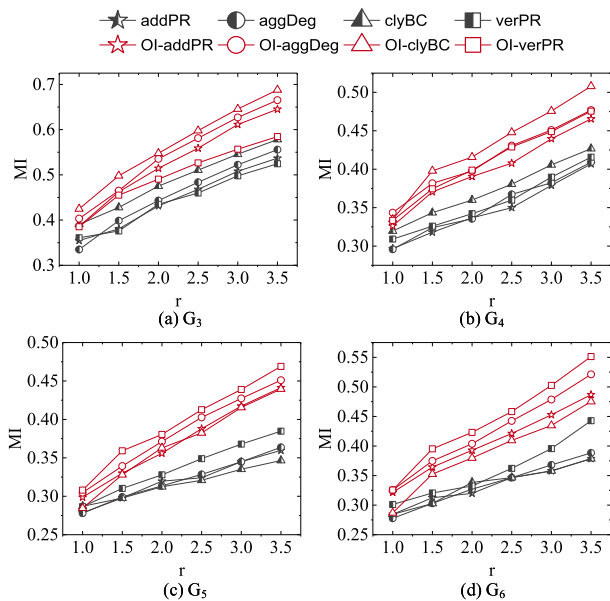 addPR aggDeg clyBC verPR
OI-addPR OI-aggDeg OI-clyBC OI-verPR
MI
0.7
0.6
0.5
0.4
0.3
1.0 1.5 2.0 2.5 3.0 3.5
r
(a) G₃
MI
0.50
0.45
0.40
0.35
0.30
1.0 1.5 2.0 2.5 3.0 3.5
r
(b) G₄
MI
0.50
0.45
0.40
0.35
0.30
0.25
1.0 1.5 2.0 2.5 3.0 3.5
r
(c) G₅
MI
0.55
0.50
0.45
0.40
0.35
0.30
0.25
1.0 1.5 2.0 2.5 3.0 3.5
r
(d) G₆